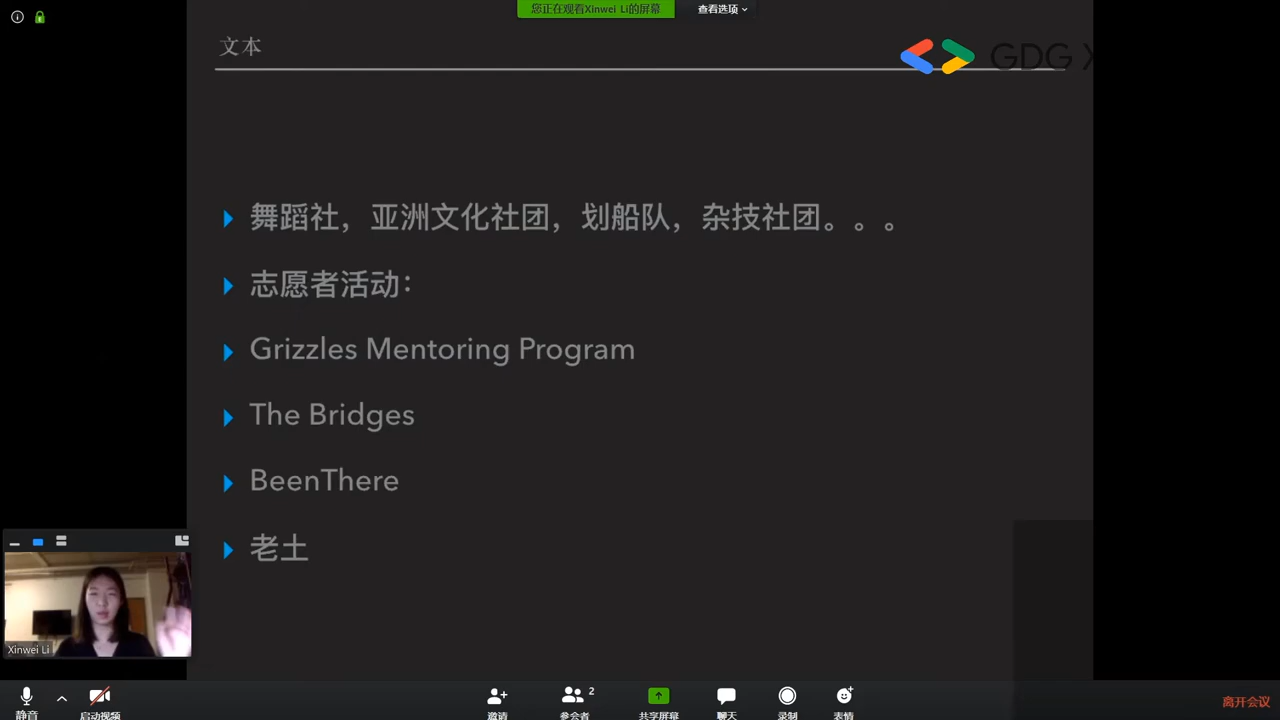 您正在观看Xinwei Li的屏幕
查看选项
文本
GDG
舞蹈社，亚洲文化社团，划船队，杂技社团。。。
志愿者活动：
Grizzles Mentoring Program
The Bridges
BeenThere
老土
Xinwei Li
静音
启动视频
邀请
2
参会者
共享屏幕
聊天
录制
表情
离开会议